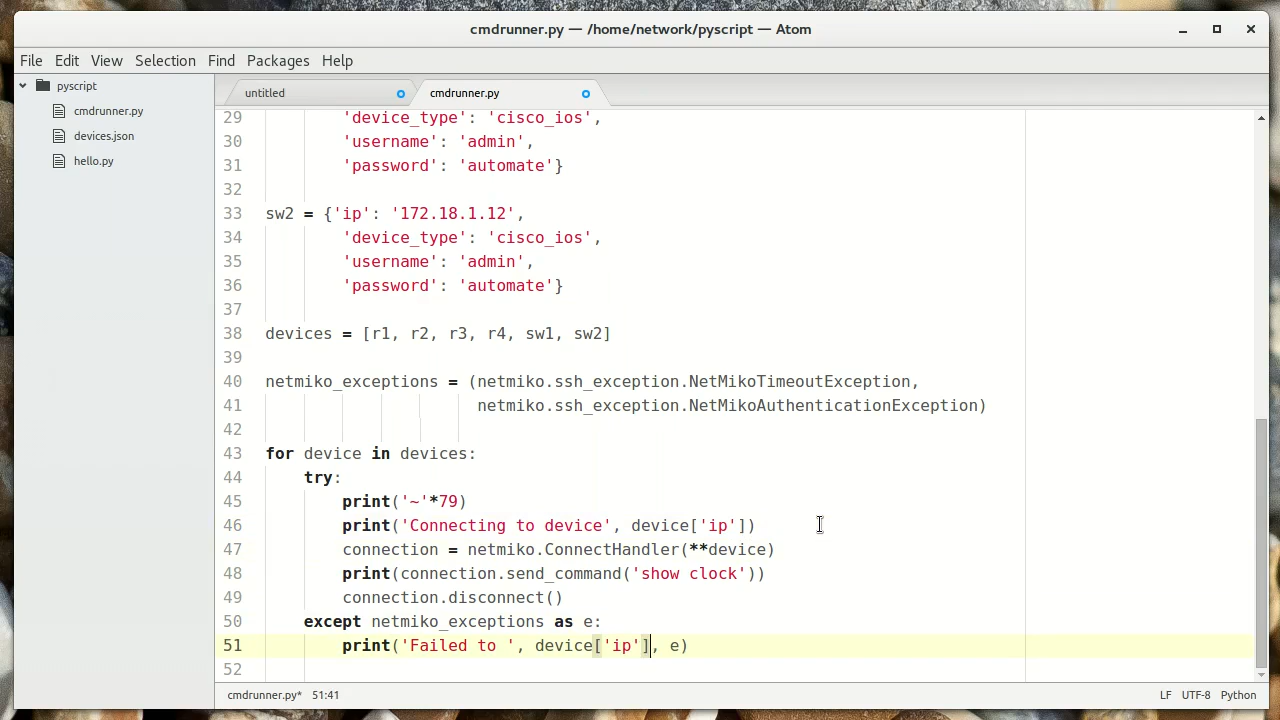 cmdrunner.py — /home/network/pyscript — Atom
File Edit View Selection Find Packages Help
pyscript
cmdrunner.py
devices.json
hello.py
untitled
cmdrunner.py
29 'device_type': 'cisco_ios',
30 'username': 'admin',
31 'password': 'automate'}
32
33 sw2 = {'ip': '172.18.1.12',
34 'device_type': 'cisco_ios',
35 'username': 'admin',
36 'password': 'automate'}
37
38 devices = [r1, r2, r3, r4, sw1, sw2]
39
40 netmiko_exceptions = (netmiko.ssh_exception.NetMikoTimeoutException,
41 netmiko.ssh_exception.NetMikoAuthenticationException)
42
43 for device in devices:
44 try:
45 print('~'*79)
46 print('Connecting to device', device['ip'])
47 connection = netmiko.ConnectHandler(**device)
48 print(connection.send_command('show clock'))
49 connection.disconnect()
50 except netmiko_exceptions as e:
51 print('Failed to ', device['ip'], e)
52
cmdrunner.py* 51:41 LF UTF-8 Python